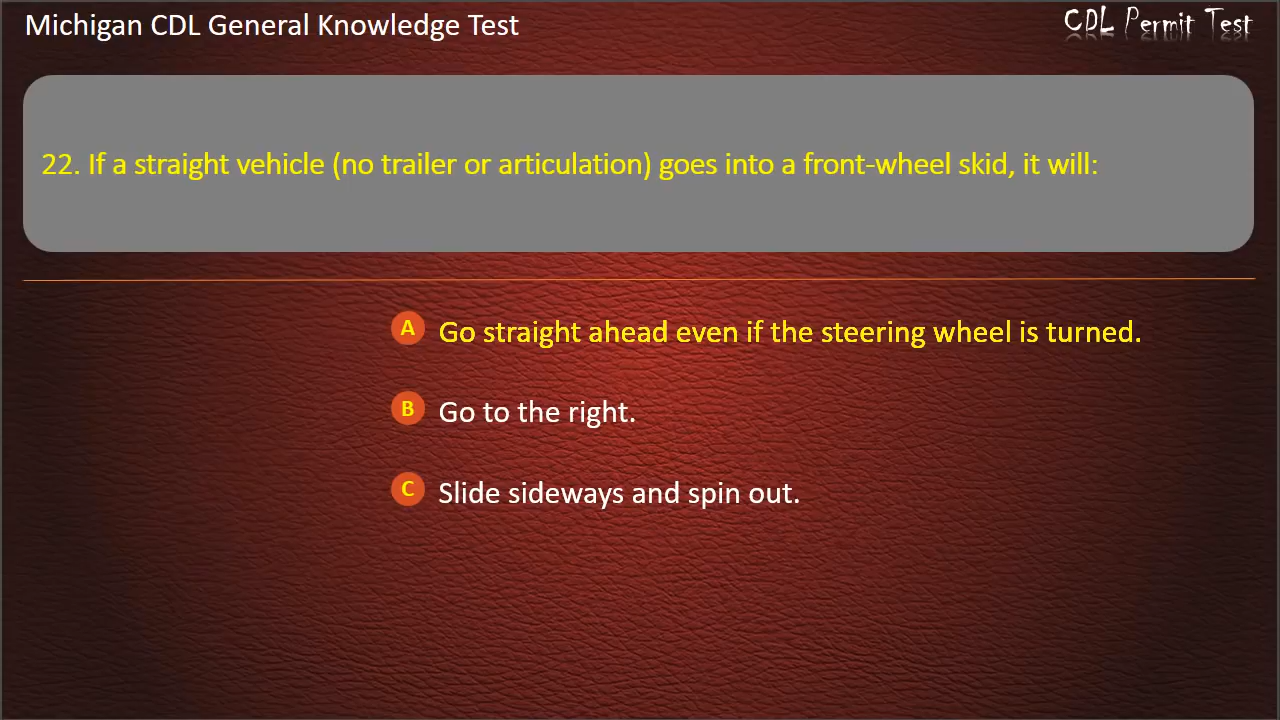 Michigan CDL General Knowledge Test
CDL Permit Test
22. If a straight vehicle (no trailer or articulation) goes into a front-wheel skid, it will:
A Go straight ahead even if the steering wheel is turned.
B Go to the right.
C Slide sideways and spin out.